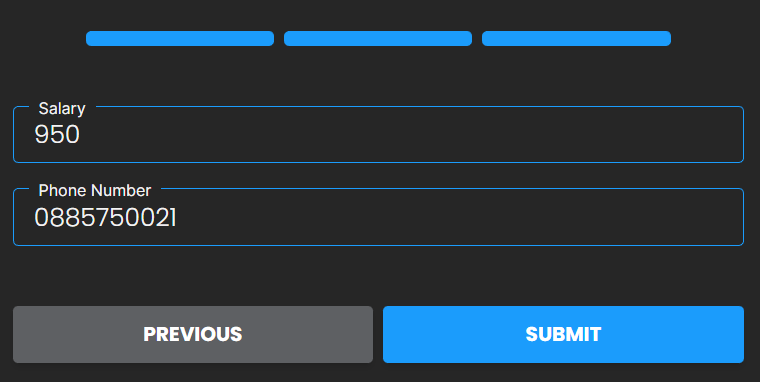 Salary
950
Phone Number
0885750021
PREVIOUS
SUBMIT